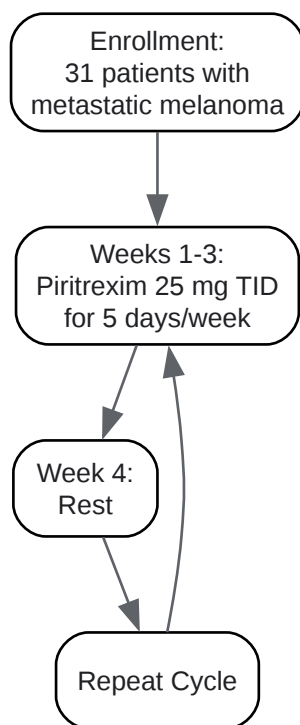 Enrollment:
31 patients with
metastatic melanoma
Weeks 1-3:
Piritrexim 25 mg TID
for 5 days/week
Week 4:
Rest
Repeat Cycle